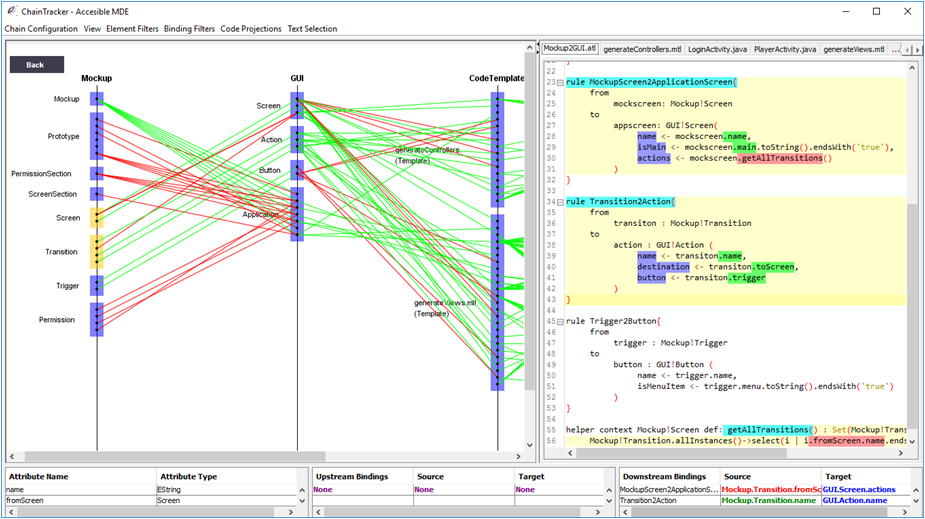 ChainTracker - Accesible MDE
Chain Configuration View Element Filters Binding Filters Code Projections Text Selection
Back
Mockup GUI CodeTemplate
Mockup
Prototype
PermissionSection
ScreenSection
Screen
Transition
Trigger
Permission
Screen
Action
Button
Application
generateControllers
(Template)
generateViews.mtl
(Template)
Mockup2GUI.atl generateControllers.mtl LoginActivity.java PlayerActivity.java generateViews.mtl ...
22
23 rule MockupScreen2ApplicationScreen{
24 from
25 mockscreen: Mockup!Screen
26 to
27 appscreen: GUI!Screen(
28 name <- mockscreen.name,
29 isMain <- mockscreen.main.toString().endsWith('true'),
30 actions <- mockscreen.getAllTransitions()
31 )
32 }
33
34 rule Transition2Action{
35 from
36 transiton : Mockup!Transition
37 to
38 action : GUI!Action (
39 name <- transiton.name,
40 destination <- transiton.toScreen,
41 button <- transiton.trigger
42 )
43 }
44
45 rule Trigger2Button{
46 from
47 trigger : Mockup!Trigger
48 to
49 button : GUI!Button (
50 name <- trigger.name,
51 isMenuItem <- trigger.menu.toString().endsWith('true')
52 )
53 }
54
55 helper context Mockup!Screen def: getAllTransitions() : Set(Mockup!Trans
56 Mockup!Transition.allInstances()->select(i | i.fromScreen.name.ends
Attribute Name Attribute Type
name EString
fromScreen Screen
Upstream Bindings Source Target
None None None
Downstream Bindings Source Target
MockupScreen2ApplicationS... Mockup.Transition.fromSc GUI.Screen.actions
Transition2Action Mockup.Transition.name GUI.Action.name